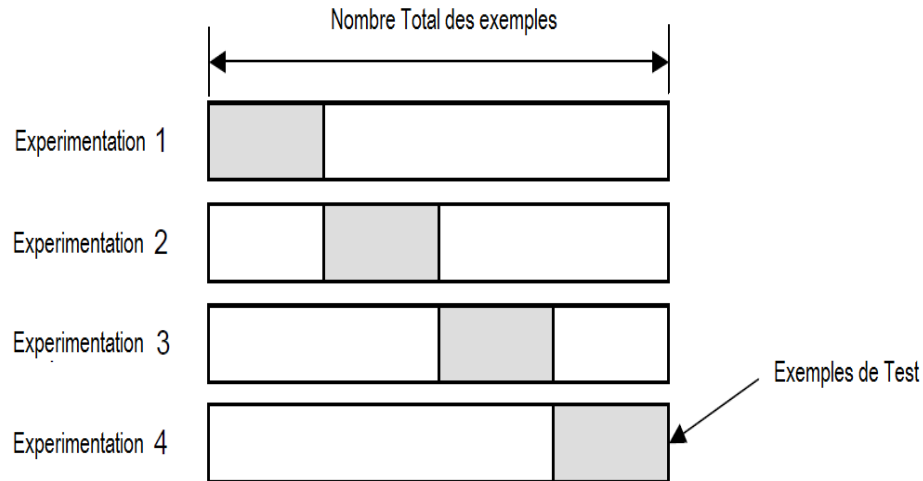 Nombre Total des exemples
Experimentation 1
Experimentation 2
Experimentation 3
Exemples de Test
Experimentation 4